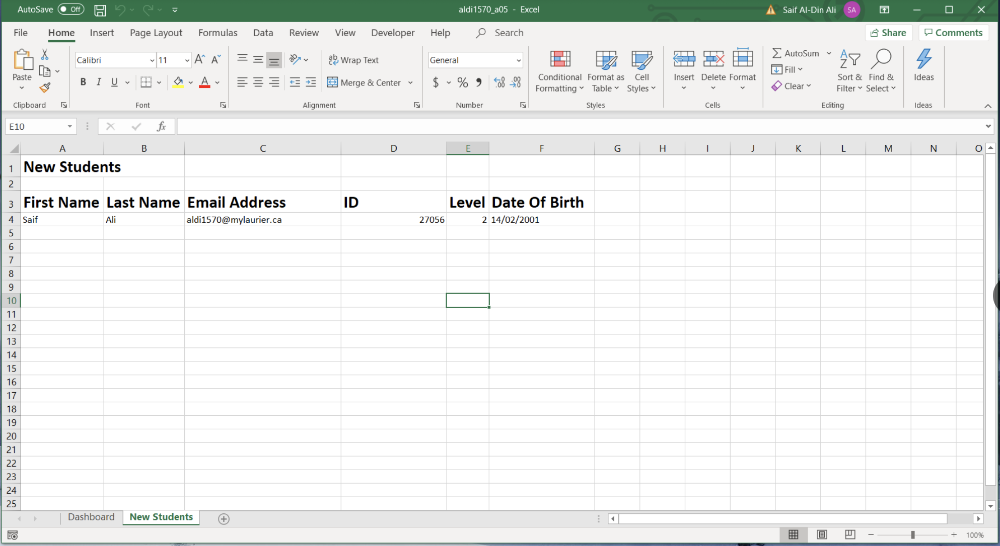 AutoSave Off aldi1570_a05 - Excel Saif Al-Din Ali SA
File Home Insert Page Layout Formulas Data Review View Developer Help Search Share Comments
Paste Calibri 11 A A B I U A ab Wrap Text Merge & Center General $ % , .00 .00 Conditional Formatting Format as Table Cell Styles Insert Delete Format AutoSum Fill Clear Sort & Filter Find & Select Ideas
Clipboard Font Alignment Number Styles Cells Editing Ideas
E10 fx
A B C D E F G H I J K L M N O
1 New Students
2
3 First Name Last Name Email Address ID Level Date Of Birth
4 Saif Ali aldi1570@mylaurier.ca 27056 2 14/02/2001
5
6
7
8
9
10
11
12
13
14
15
16
17
18
19
20
21
22
23
24
25
Dashboard New Students
100%